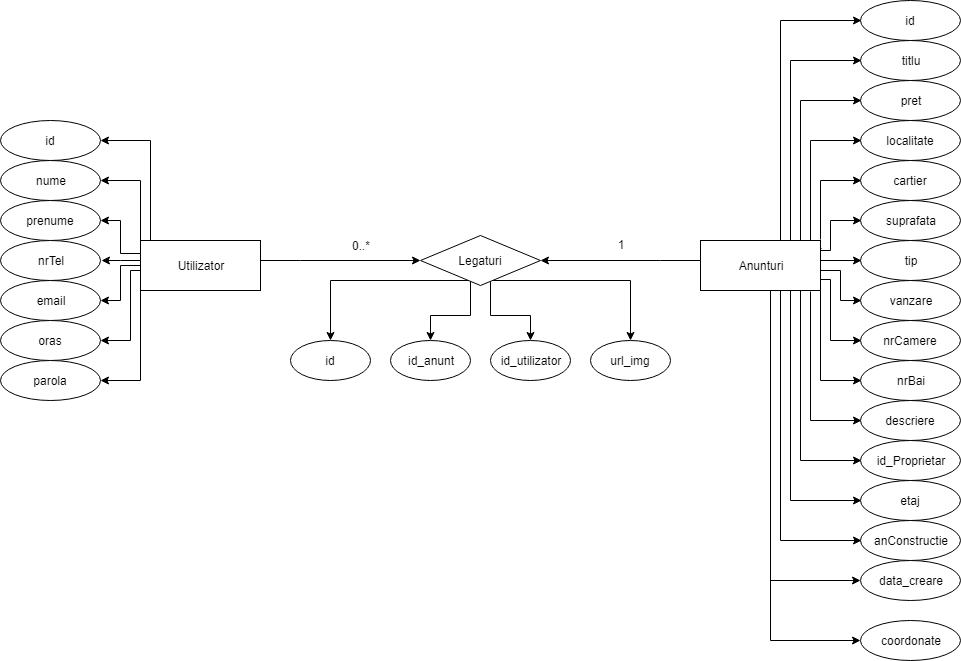 id
nume
prenume
nrTel
email
oras
parola
Utilizator
0..*
Legaturi
1
id
id_anunt
id_utilizator
url_img
Anunturi
id
titlu
pret
localitate
cartier
suprafata
tip
vanzare
nrCamere
nrBai
descriere
id_Proprietar
etaj
anConstructie
data_creare
coordonate